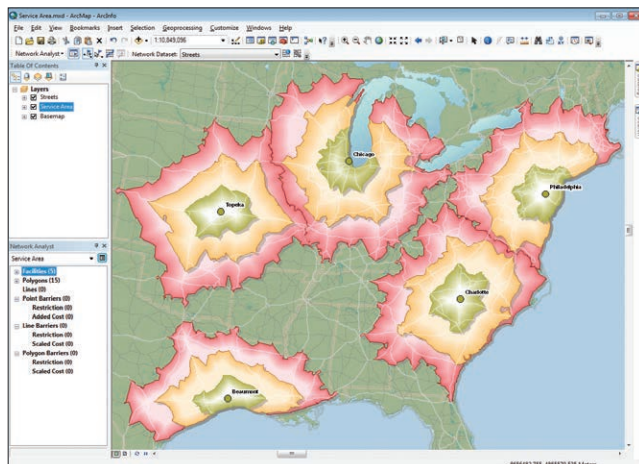 Service Area.mxd - ArcMap - ArcInfo
File Edit View Bookmarks Insert Selection Geoprocessing Customize Windows Help
1:10,849,096
Network Analyst Network Dataset: Streets
Table Of Contents
Layers
Streets
Service Area
Basemap
Network Analyst
Service Area
Facilities (5)
Polygons (15)
Lines (0)
Point Barriers (0)
Restriction (0)
Added Cost (0)
Line Barriers (0)
Restriction (0)
Scaled Cost (0)
Polygon Barriers (0)
Restriction (0)
Scaled Cost (0)
Chicago
Topeka
Philadelphia
Charlotte
Beaumont